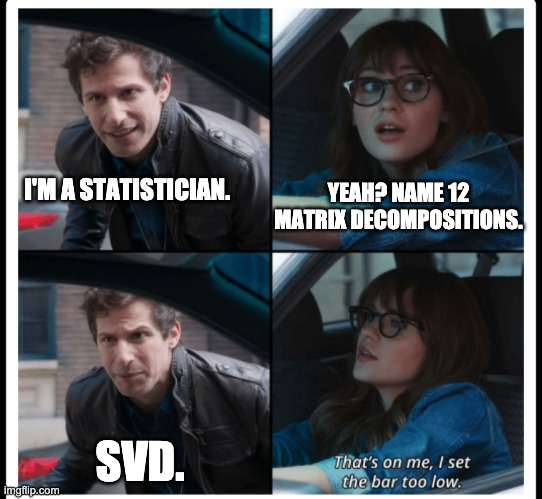 I'M A STATISTICIAN.
YEAH? NAME 12
MATRIX DECOMPOSITIONS.
SVD.
That's on me, I set
the bar too low.
imgflip.com